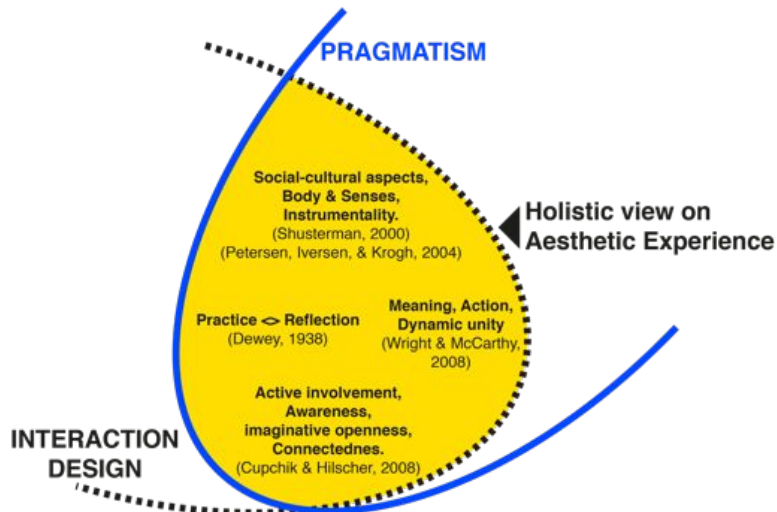 PRAGMATISM
Social-cultural aspects,
Body & Senses,
Instrumentality.
(Shusterman, 2000)
(Petersen, Iversen, & Krogh, 2004)
Holistic view on
Aesthetic Experience
Practice <> Reflection
(Dewey, 1938)
Meaning, Action,
Dynamic unity
(Wright & McCarthy,
2008)
Active involvement,
Awareness,
imaginative openness,
Connectednes.
(Cupchik & Hilscher, 2008)
INTERACTION
DESIGN